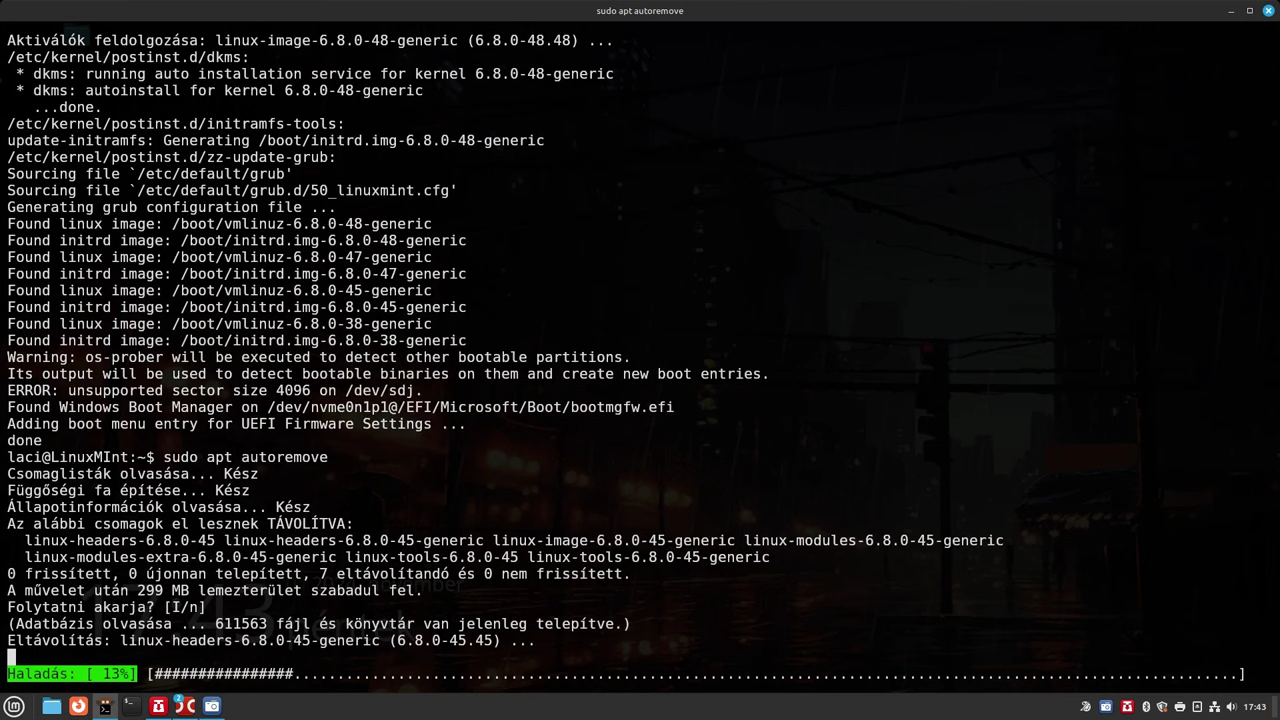 sudo apt autoremove
Aktiválók feldolgozása: linux-image-6.8.0-48-generic (6.8.0-48.48) ...
/etc/kernel/postinst.d/dkms:
 * dkms: running auto installation service for kernel 6.8.0-48-generic
 * dkms: autoinstall for kernel 6.8.0-48-generic
   ...done.
/etc/kernel/postinst.d/initramfs-tools:
update-initramfs: Generating /boot/initrd.img-6.8.0-48-generic
/etc/kernel/postinst.d/zz-update-grub:
Sourcing file `/etc/default/grub'
Sourcing file `/etc/default/grub.d/50_linuxmint.cfg'
Generating grub configuration file ...
Found linux image: /boot/vmlinuz-6.8.0-48-generic
Found initrd image: /boot/initrd.img-6.8.0-48-generic
Found linux image: /boot/vmlinuz-6.8.0-47-generic
Found initrd image: /boot/initrd.img-6.8.0-47-generic
Found linux image: /boot/vmlinuz-6.8.0-45-generic
Found initrd image: /boot/initrd.img-6.8.0-45-generic
Found linux image: /boot/vmlinuz-6.8.0-38-generic
Found initrd image: /boot/initrd.img-6.8.0-38-generic
Warning: os-prober will be executed to detect other bootable partitions.
Its output will be used to detect bootable binaries on them and create new boot entries.
ERROR: unsupported sector size 4096 on /dev/sdj.
Found Windows Boot Manager on /dev/nvme0n1p1@/EFI/Microsoft/Boot/bootmgfw.efi
Adding boot menu entry for UEFI Firmware Settings ...
done
laci@LinuxMInt:~$ sudo apt autoremove
Csomaglisták olvasása... Kész
Függőségi fa építése... Kész
Állapotinformációk olvasása... Kész
Az alábbi csomagok el lesznek TÁVOLÍTVA:
  linux-headers-6.8.0-45 linux-headers-6.8.0-45-generic linux-image-6.8.0-45-generic linux-modules-6.8.0-45-generic
  linux-modules-extra-6.8.0-45-generic linux-tools-6.8.0-45 linux-tools-6.8.0-45-generic
0 frissített, 0 újonnan telepített, 7 eltávolítandó és 0 nem frissített.
A művelet után 299 MB lemezterület szabadul fel.
Folytatni akarja? [I/n]
(Adatbázis olvasása ... 611563 fájl és könyvtár van jelenleg telepítve.)
Eltávolítás: linux-headers-6.8.0-45-generic (6.8.0-45.45) ...
Haladás: [ 13%] [################..............................................................................................................]
2
17:43